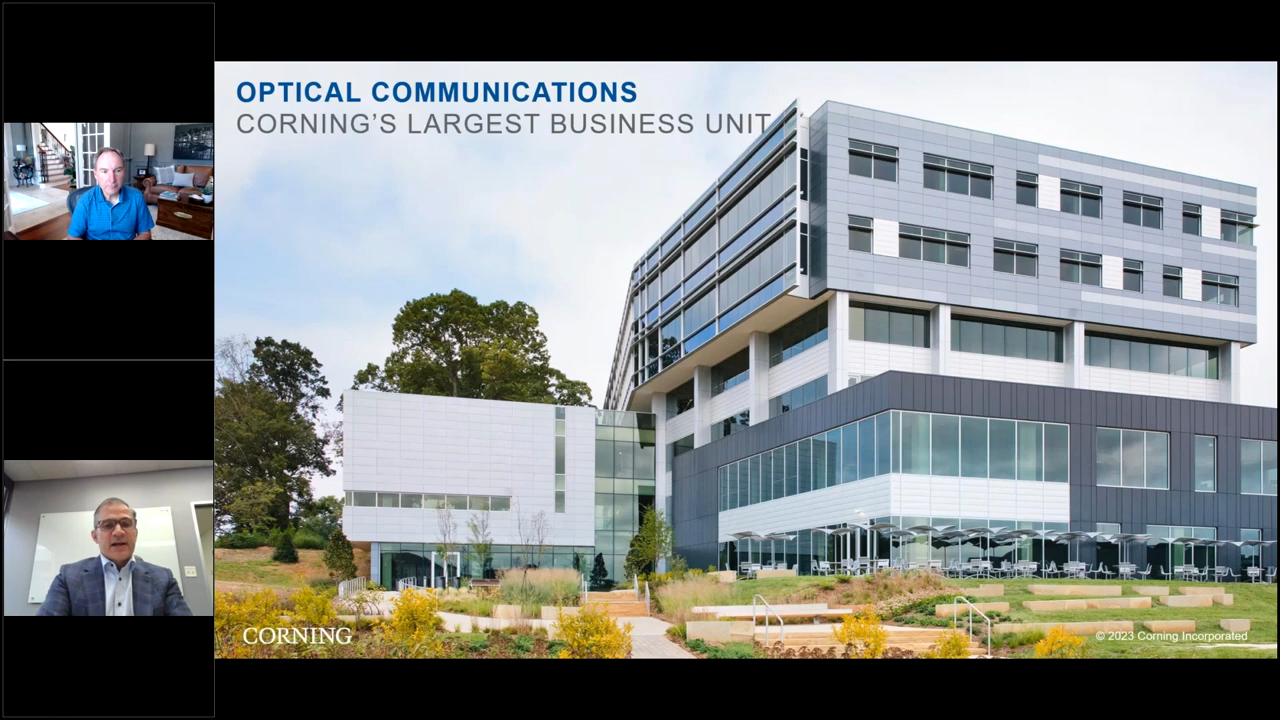 OPTICAL COMMUNICATIONS
CORNING'S LARGEST BUSINESS UNIT
CORNING
© 2023 Corning Incorporated